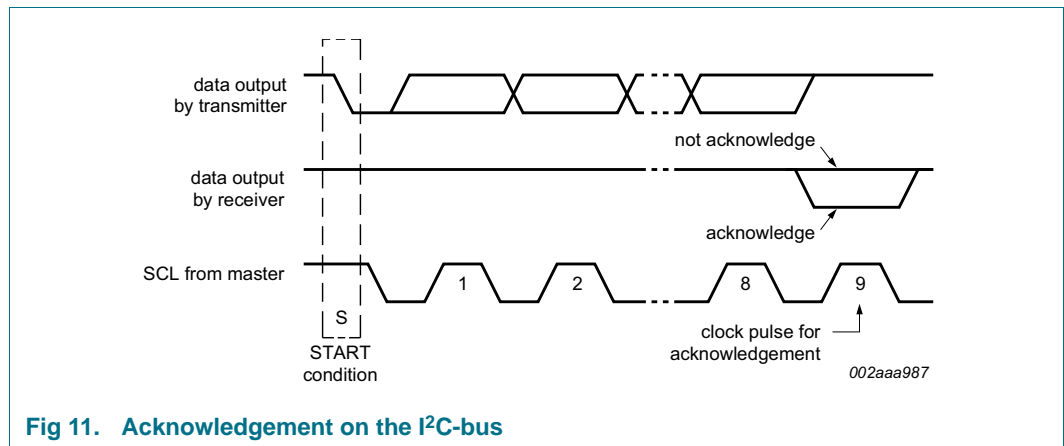 data output
by transmitter
not acknowledge
data output
by receiver
acknowledge
SCL from master
1
2
8
9
S
START
condition
clock pulse for
acknowledgement
002aaa987
Fig 11. Acknowledgement on the I²C-bus